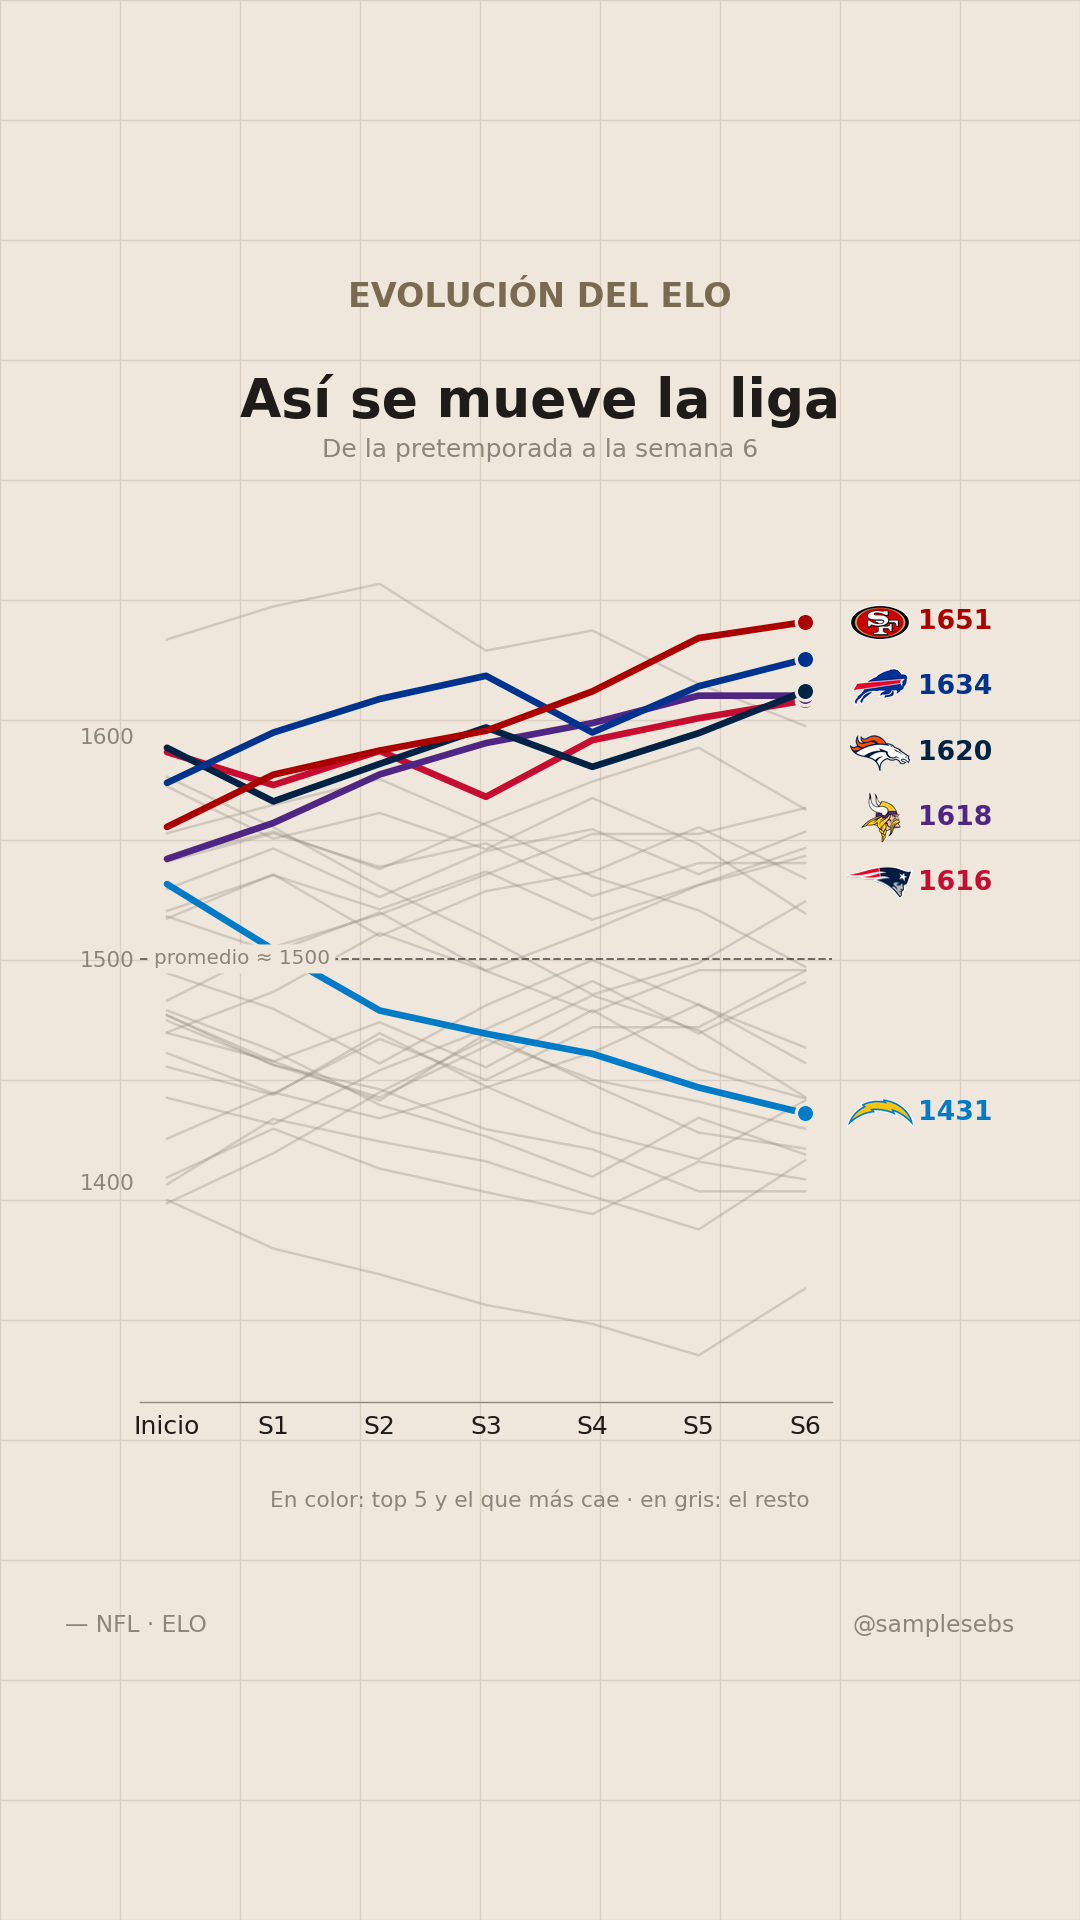 EVOLUCIÓN DEL ELO
Así se mueve la liga
De la pretemporada a la semana 6
1651
1634
1600
1620
1618
1616
1500
promedio ≈ 1500
1431
1400
Inicio S1 S2 S3 S4 S5 S6
En color: top 5 y el que más cae · en gris: el resto
— NFL · ELO
@samplesebs